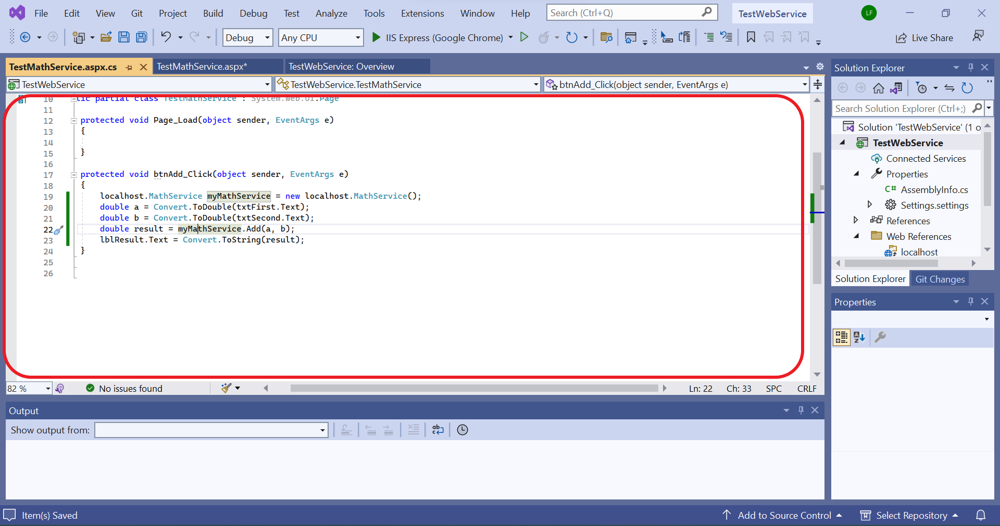 File Edit View Git Project Build Debug Test Analyze Tools Extensions Window Help Search (Ctrl+Q) TestWebService LF
Debug Any CPU IIS Express (Google Chrome) Live Share
TestMathService.aspx.cs TestMathService.aspx* TestWebService: Overview
TestWebService TestWebService.TestMathService btnAdd_Click(object sender, EventArgs e)
10 lic partial class TestMathService : System.Web.UI.Page
11
12 protected void Page_Load(object sender, EventArgs e)
13 {
14
15 }
16
17 protected void btnAdd_Click(object sender, EventArgs e)
18 {
19 localhost.MathService myMathService = new localhost.MathService();
20 double a = Convert.ToDouble(txtFirst.Text);
21 double b = Convert.ToDouble(txtSecond.Text);
22 double result = myMathService.Add(a, b);
23 lblResult.Text = Convert.ToString(result);
24 }
25
26
82 % No issues found Ln: 22 Ch: 33 SPC CRLF
Output
Show output from:
Solution Explorer
Search Solution Explorer (Ctrl+;)
Solution 'TestWebService' (1 o
TestWebService
Connected Services
Properties
C# AssemblyInfo.cs
Settings.settings
References
Web References
localhost
Solution Explorer Git Changes
Properties
Item(s) Saved Add to Source Control Select Repository